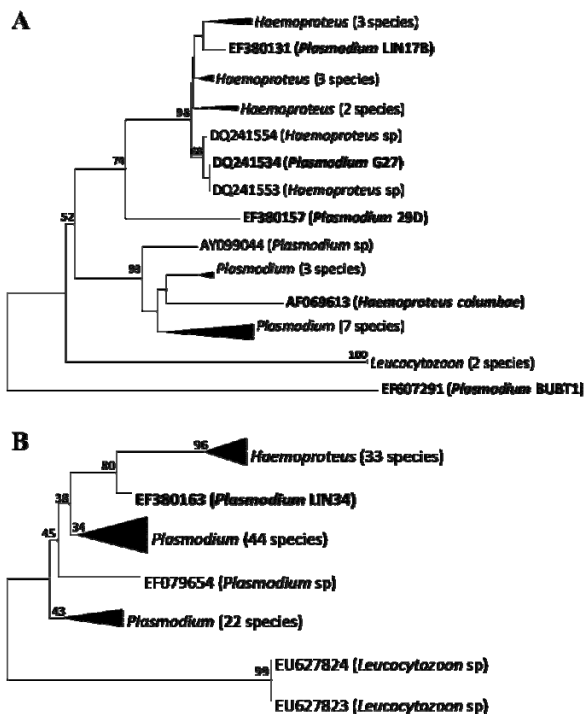 A
Haemoproteus (3 species)
EF380131 (Plasmodium LIN17B)
Haemoproteus (3 species)
Haemoproteus (2 species)
98
DQ241554 (Haemoproteus sp)
DQ241534 (Plasmodium G27)
74
DQ241553 (Haemoproteus sp)
EF380157 (Plasmodium 29D)
52
AY099044 (Plasmodium sp)
93
Plasmodium (3 species)
AF069613 (Haemoproteus columbae)
Plasmodium (7 species)
100
Leucocytozoon (2 species)
EF607291 (Plasmodium BUBT1)
B
96
Haemoproteus (33 species)
80
EF380163 (Plasmodium LIN34)
38
34
Plasmodium (44 species)
45
EF079654 (Plasmodium sp)
43
Plasmodium (22 species)
EU627824 (Leucocytozoon sp)
99
EU627823 (Leucocytozoon sp)